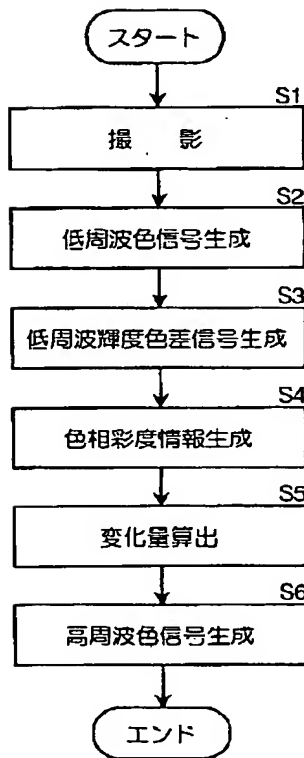 スタート
S1
撮　影
S2
低周波色信号生成
S3
低周波輝度色差信号生成
S4
色相彩度情報生成
S5
変化量算出
S6
高周波色信号生成
エンド